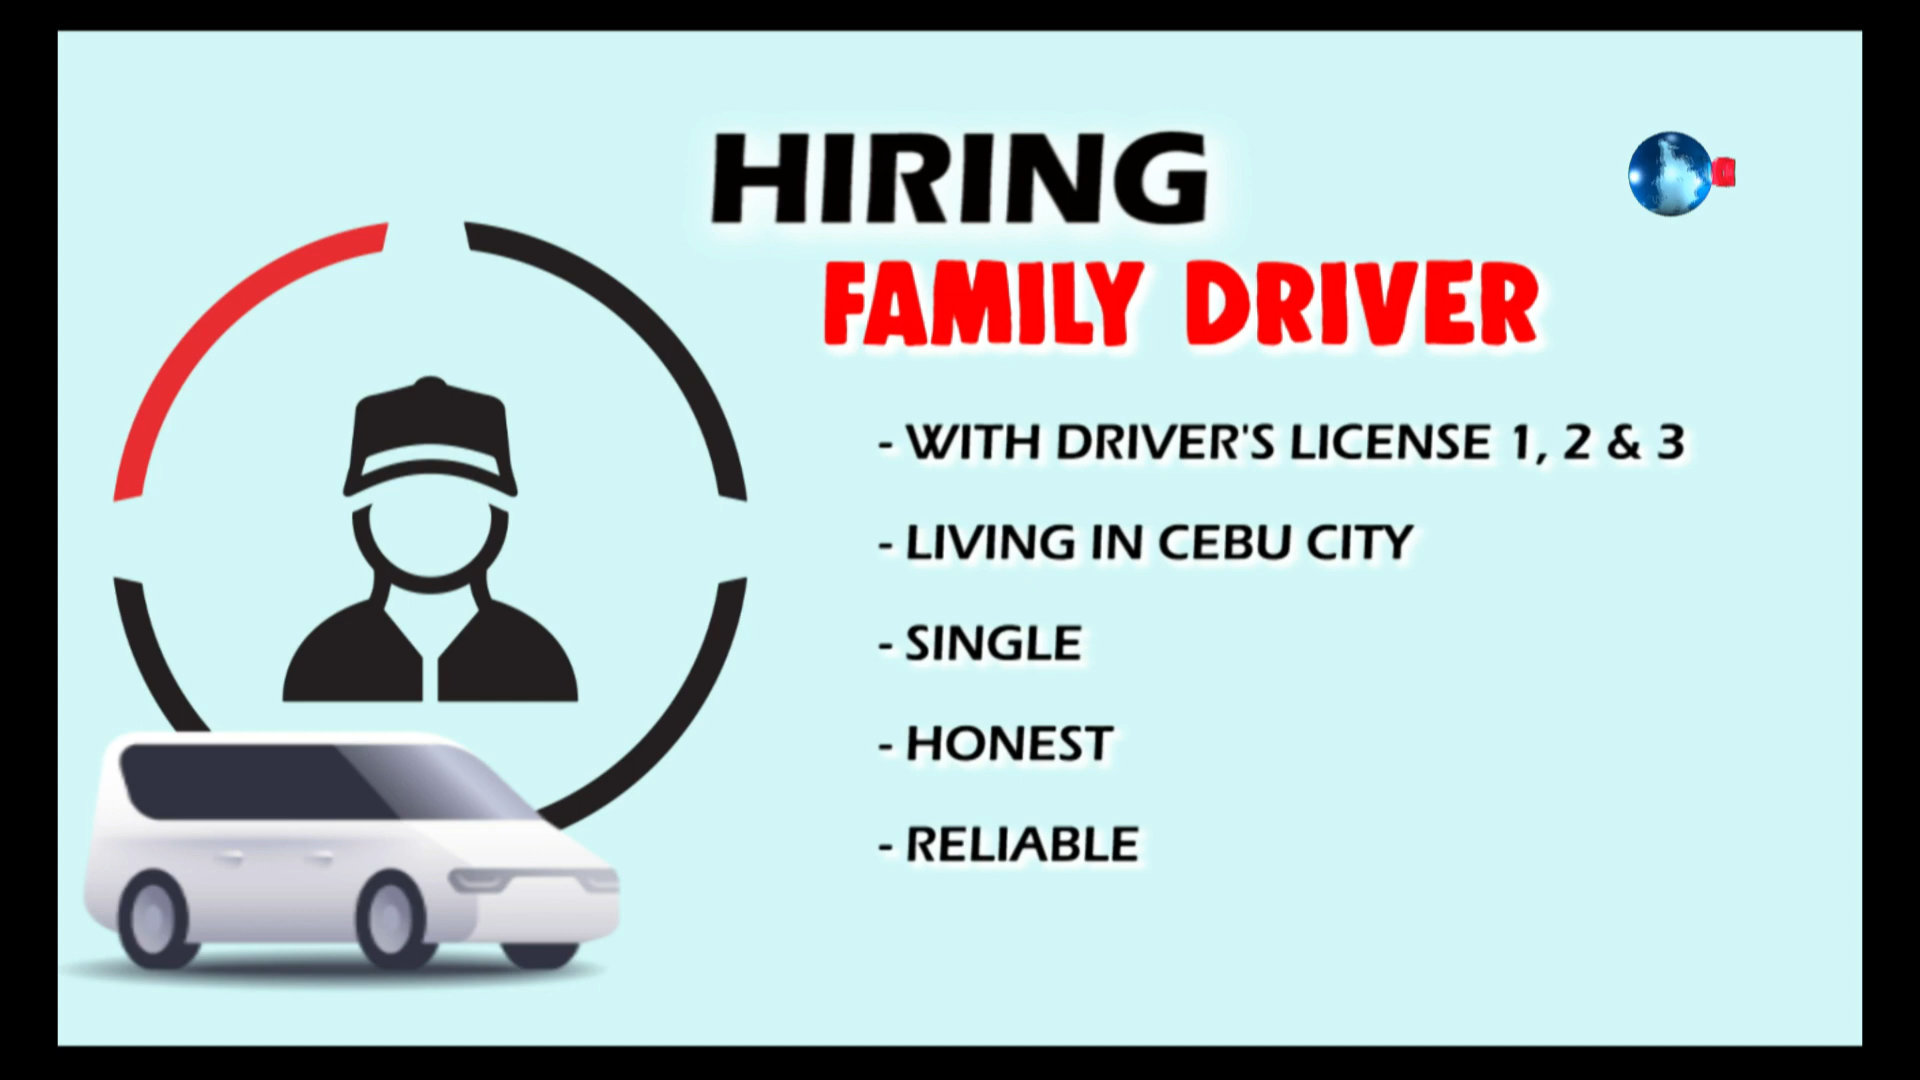 HIRING
FAMILY DRIVER
- WITH DRIVER'S LICENSE 1, 2 & 3
- LIVING IN CEBU CITY
- SINGLE
- HONEST
- RELIABLE